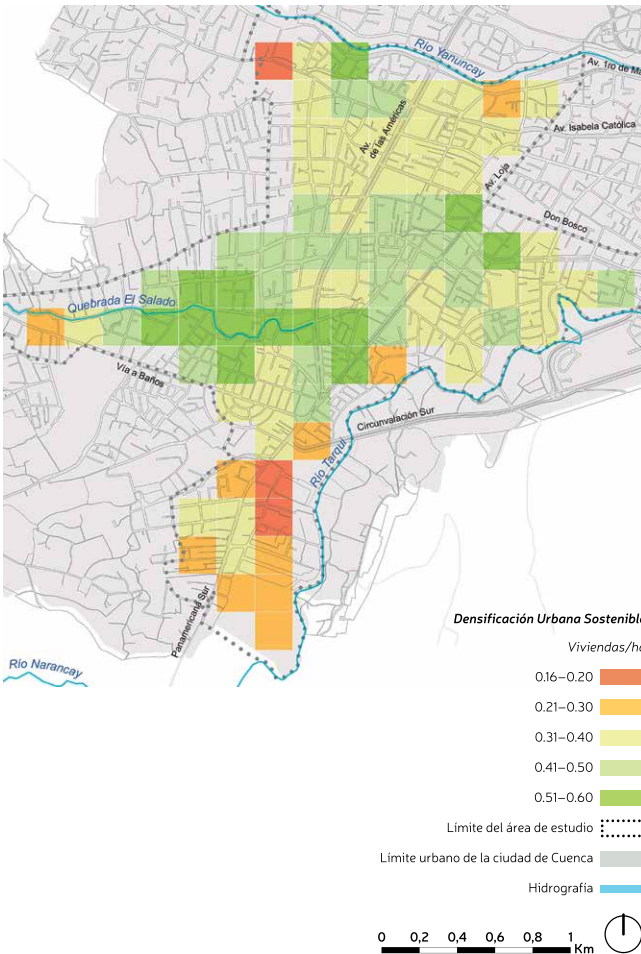 Río Yanuncay
Av. 1ro de Ma
Av.
de las Américas
Av. Isabela Católica
Av. Loja
Don Bosco
Quebrada El Salado
Vía a Baños
Circunvalación Sur
Río Tarqui
Panamericana Sur
Río Narancay
Densificación Urbana Sostenible
Viviendas/ha
0.16–0.20
0.21–0.30
0.31–0.40
0.41–0.50
0.51–0.60
Límite del área de estudio
Límite urbano de la ciudad de Cuenca
Hidrografía
0 0,2 0,4 0,6 0,8 1
Km